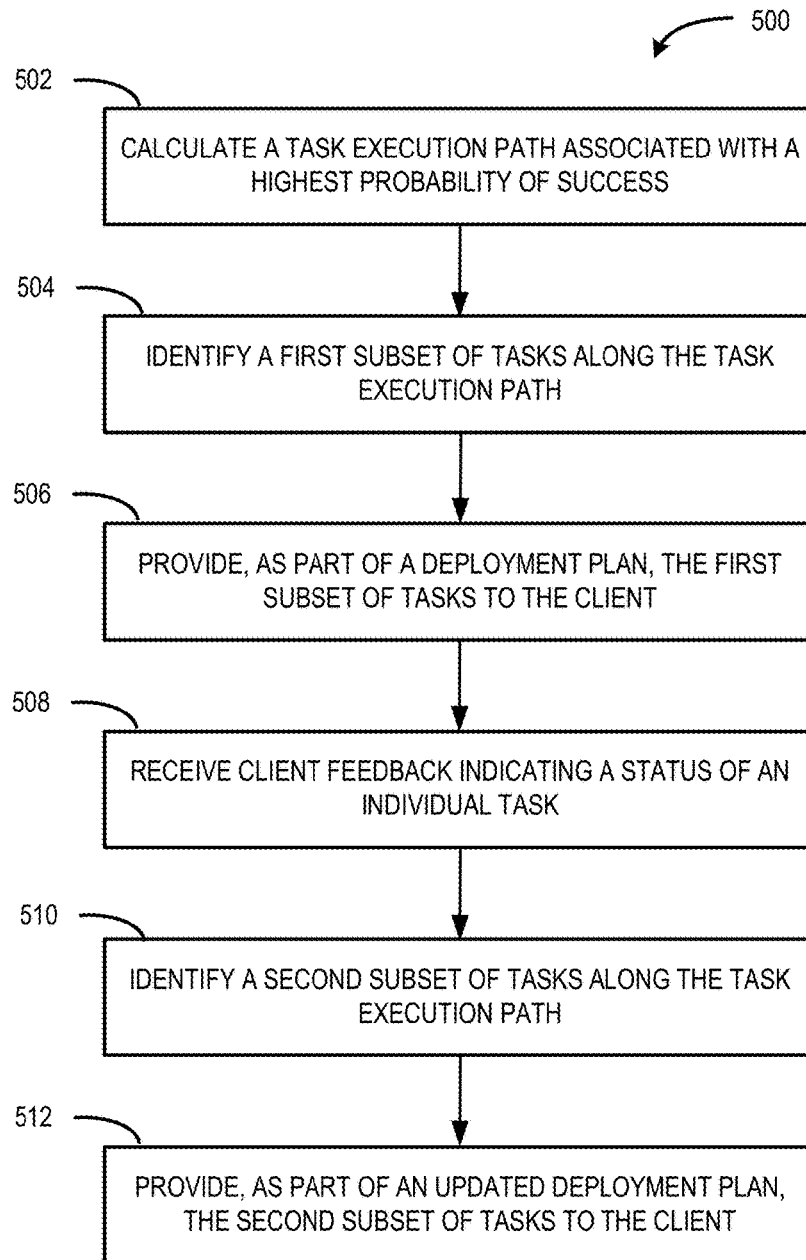 500
502
CALCULATE A TASK EXECUTION PATH ASSOCIATED WITH A
HIGHEST PROBABILITY OF SUCCESS
504
IDENTIFY A FIRST SUBSET OF TASKS ALONG THE TASK
EXECUTION PATH
506
PROVIDE, AS PART OF A DEPLOYMENT PLAN, THE FIRST
SUBSET OF TASKS TO THE CLIENT
508
RECEIVE CLIENT FEEDBACK INDICATING A STATUS OF AN
INDIVIDUAL TASK
510
IDENTIFY A SECOND SUBSET OF TASKS ALONG THE TASK
EXECUTION PATH
512
PROVIDE, AS PART OF AN UPDATED DEPLOYMENT PLAN,
THE SECOND SUBSET OF TASKS TO THE CLIENT